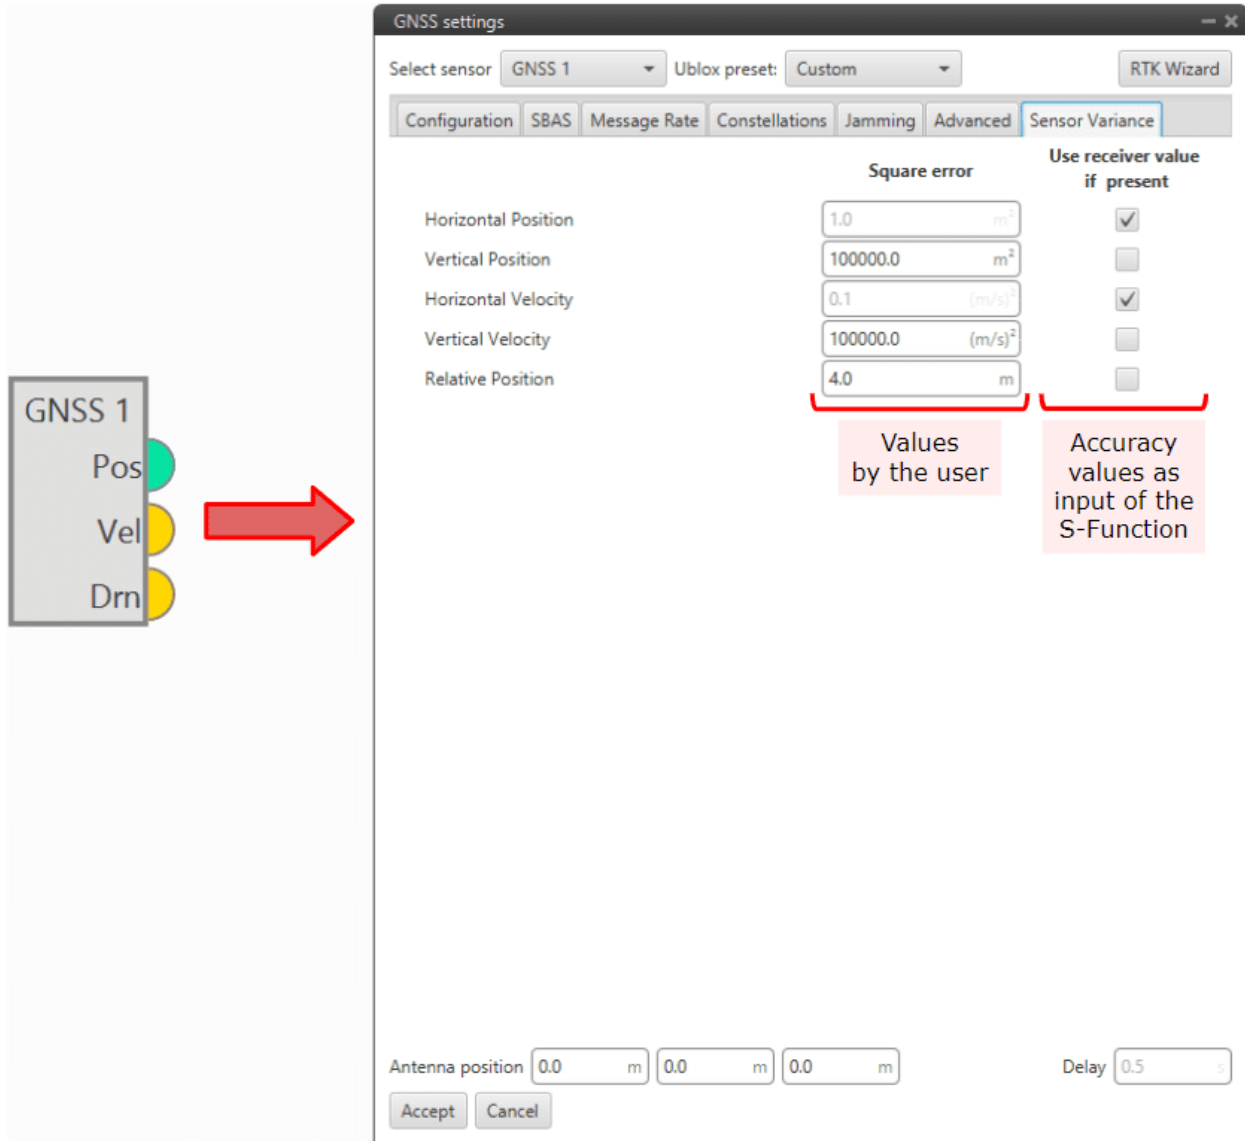 GNSS settings
Select sensor GNSS 1 Ublox preset: Custom RTK Wizard
Configuration SBAS Message Rate Constellations Jamming Advanced Sensor Variance
Square error
Use receiver value
if present
Horizontal Position 1.0 m²
Vertical Position 100000.0 m²
Horizontal Velocity 0.1 (m/s)²
Vertical Velocity 100000.0 (m/s)²
Relative Position 4.0 m
Values
by the user
Accuracy
values as
input of the
S-Function
GNSS 1
Pos
Vel
Drn
Antenna position 0.0 m 0.0 m 0.0 m Delay 0.5 s
Accept Cancel